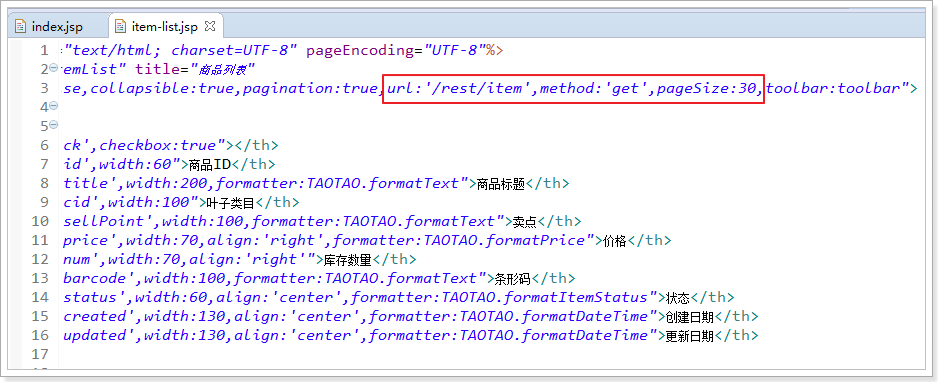 index.jsp item-list.jsp
1 ="text/html; charset=UTF-8" pageEncoding="UTF-8"%>
2 emList" title="商品列表"
3 se,collapsible:true,pagination:true,url:'/rest/item',method:'get',pageSize:30,toolbar:toolbar">
4
5
6 ck',checkbox:true"></th>
7 id',width:60">商品ID</th>
8 title',width:200,formatter:TAOTAO.formatText">商品标题</th>
9 cid',width:100">叶子类目</th>
10 sellPoint',width:100,formatter:TAOTAO.formatText">卖点</th>
11 price',width:70,align:'right',formatter:TAOTAO.formatPrice">价格</th>
12 num',width:70,align:'right'">库存数量</th>
13 barcode',width:100,formatter:TAOTAO.formatText">条形码</th>
14 status',width:60,align:'center',formatter:TAOTAO.formatItemStatus">状态</th>
15 created',width:130,align:'center',formatter:TAOTAO.formatDateTime">创建日期</th>
16 updated',width:130,align:'center',formatter:TAOTAO.formatDateTime">更新日期</th>
17